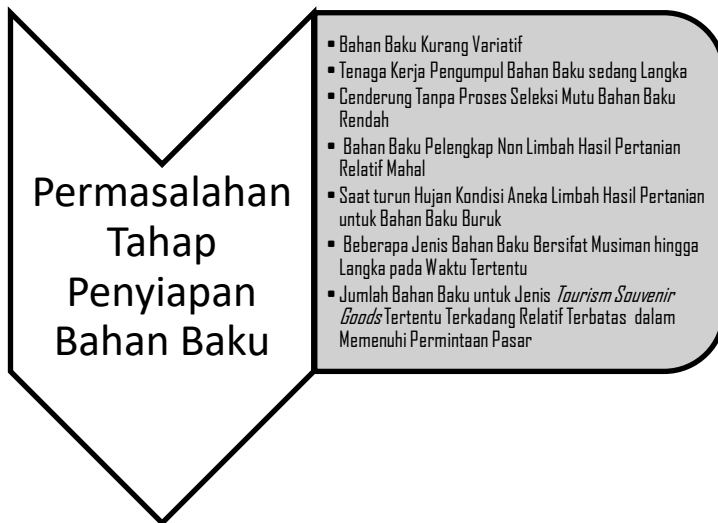 Permasalahan
Tahap
Penyiapan
Bahan Baku
▪ Bahan Baku Kurang Variatif
▪ Tenaga Kerja Pengumpul Bahan Baku sedang Langka
▪ Cenderung Tanpa Proses Seleksi Mutu Bahan Baku
Rendah
▪ Bahan Baku Pelengkap Non Limbah Hasil Pertanian
Relatif Mahal
▪ Saat turun Hujan Kondisi Aneka Limbah Hasil Pertanian
untuk Bahan Baku Buruk
▪ Beberapa Jenis Bahan Baku Bersifat Musiman hingga
Langka pada Waktu Tertentu
▪ Jumlah Bahan Baku untuk Jenis Tourism Souvenir
Goods Tertentu Terkadang Relatif Terbatas dalam
Memenuhi Permintaan Pasar